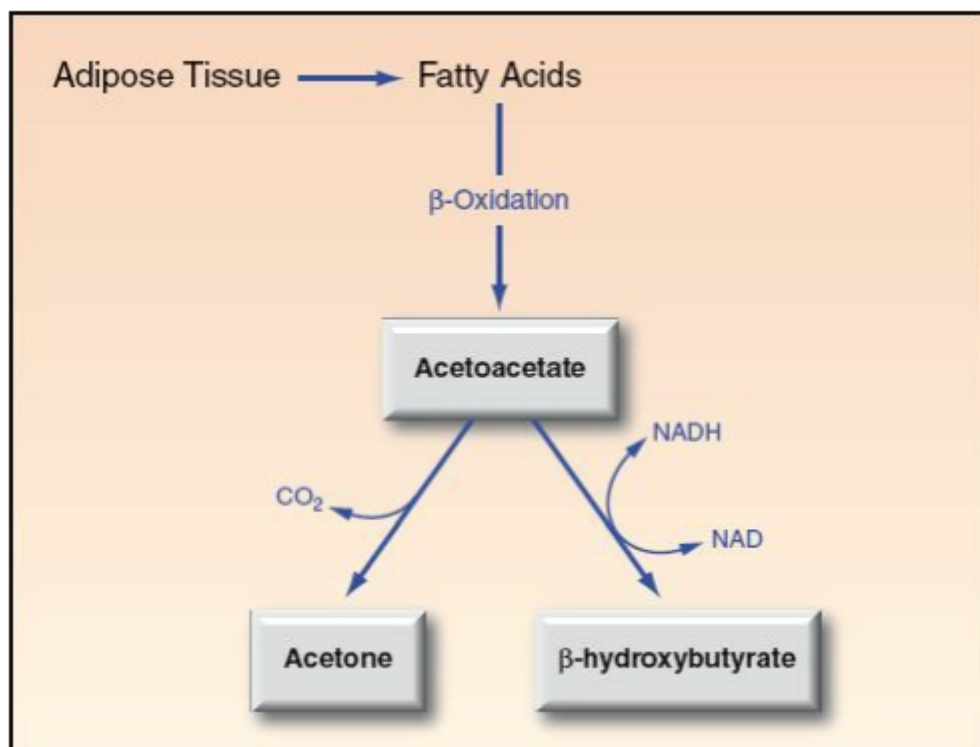 Adipose Tissue
Fatty Acids
β-Oxidation
Acetoacetate
NADH
CO₂
NAD
Acetone
β-hydroxybutyrate